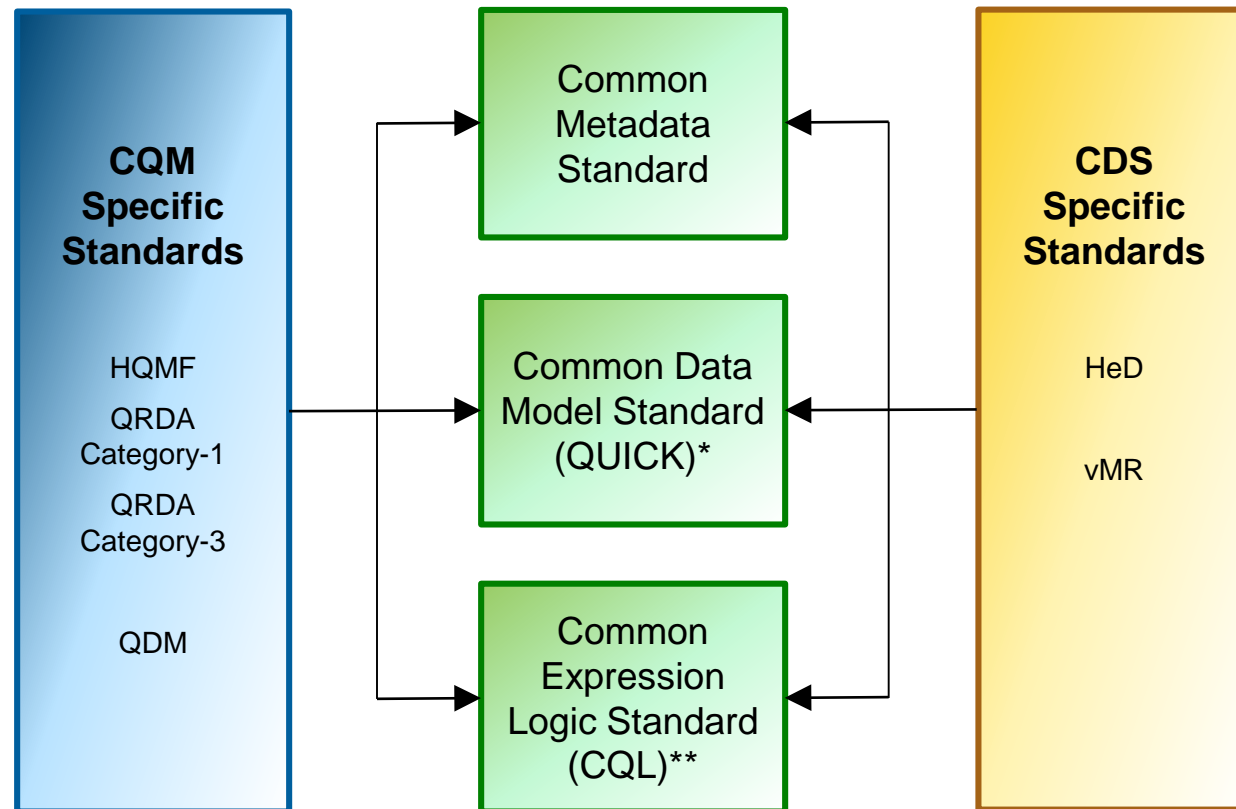 CQM
Specific
Standards
HQMF
QRDA
Category-1
QRDA
Category-3
QDM
Common
Metadata
Standard
Common Data
Model Standard
(QUICK)*
Common
Expression
Logic Standard
(CQL)**
CDS
Specific
Standards
HeD
vMR